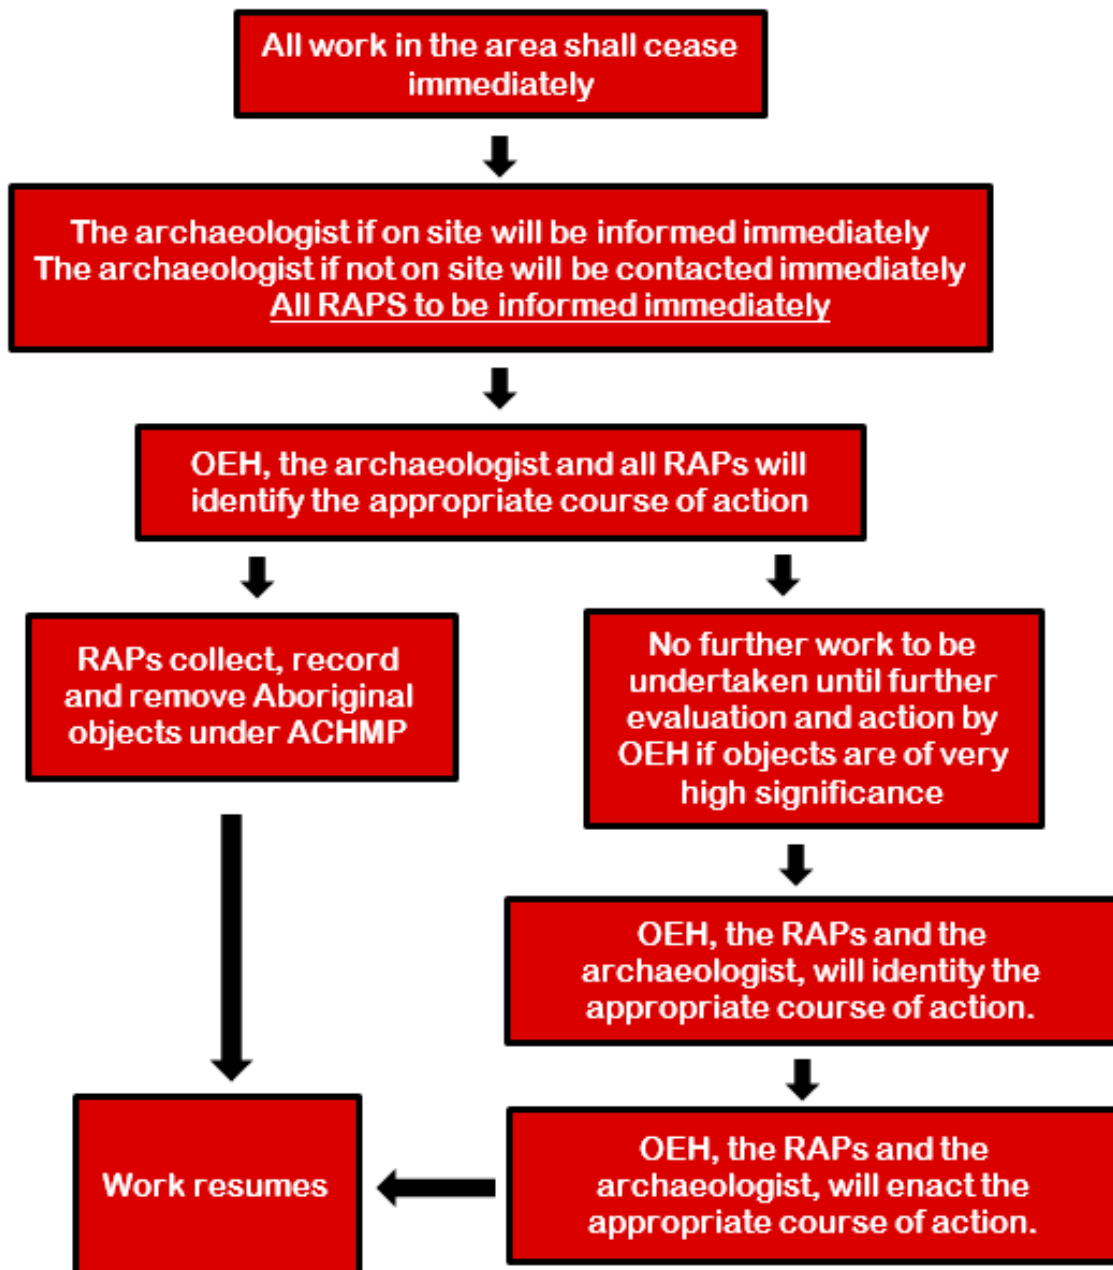 All work in the area shall cease
immediately
The archaeologist if on site will be informed immediately
The archaeologist if not on site will be contacted immediately
All RAPS to be informed immediately
OEH, the archaeologist and all RAPs will
identify the appropriate course of action
RAPs collect, record
and remove Aboriginal
objects under ACHMP
No further work to be
undertaken until further
evaluation and action by
OEH if objects are of very
high significance
OEH, the RAPs and the
archaeologist, will identity the
appropriate course of action.
OEH, the RAPs and the
archaeologist, will enact the
appropriate course of action.
Work resumes